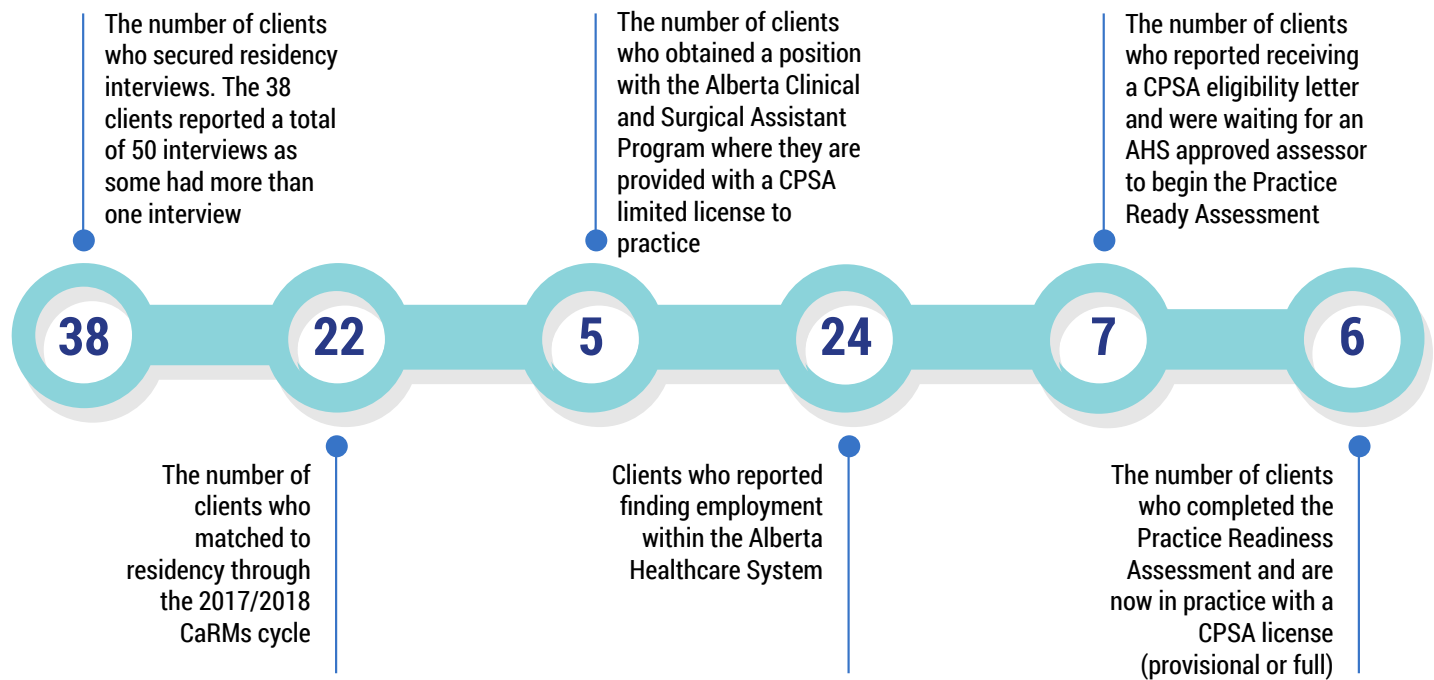 The number of clients
who secured residency
interviews. The 38
clients reported a total
of 50 interviews as
some had more than
one interview
The number of clients
who obtained a position
with the Alberta Clinical
and Surgical Assistant
Program where they are
provided with a CPSA
limited license to
practice
The number of clients
who reported receiving
a CPSA eligibility letter
and were waiting for an
AHS approved assessor
to begin the Practice
Ready Assessment
38
22
5
24
7
6
The number of
clients who
matched to
residency through
the 2017/2018
CaRMs cycle
Clients who reported
finding employment
within the Alberta
Healthcare System
The number of clients
who completed the
Practice Readiness
Assessment and are
now in practice with a
CPSA license
(provisional or full)